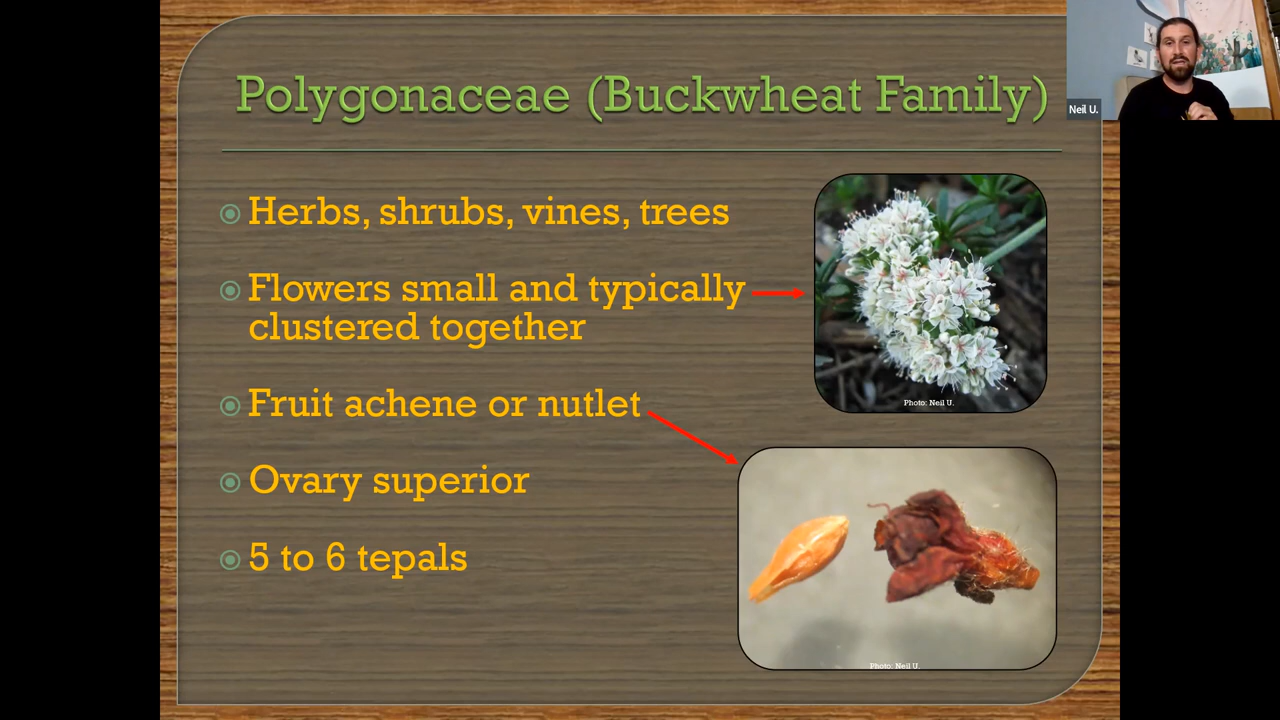 Polygonaceae (Buckwheat Family)
Neil U.
Herbs, shrubs, vines, trees
Flowers small and typically
clustered together
Photo: Neil U.
Fruit achene or nutlet
Ovary superior
5 to 6 tepals
Photo: Neil U.